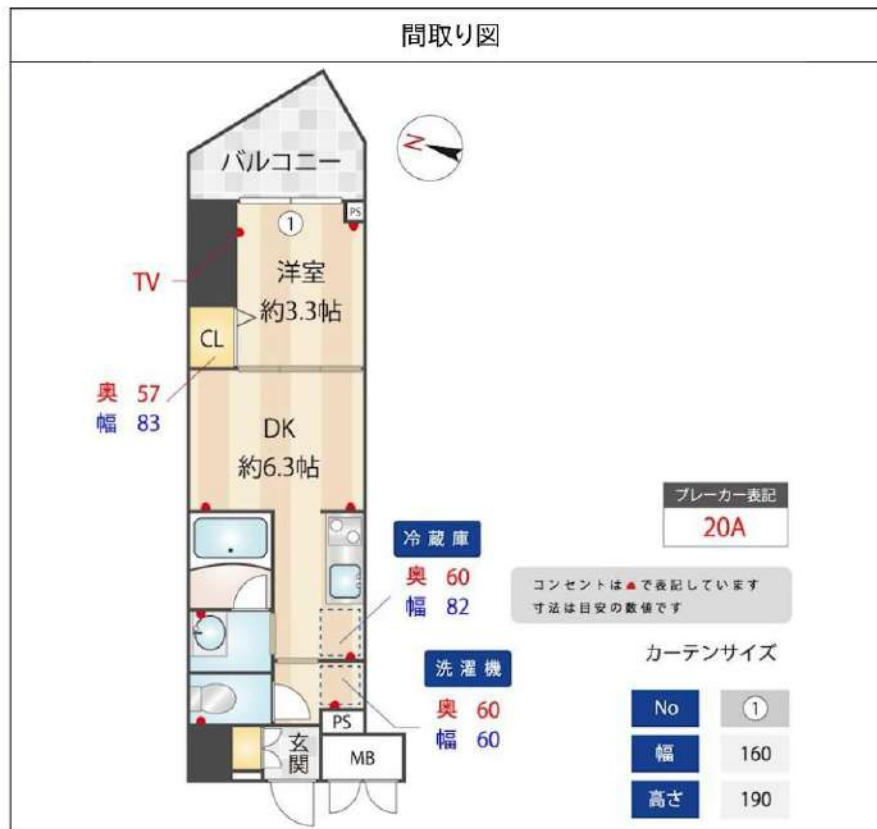 間取り図
バルコニー
N
PS
①
洋室
約3.3帖
TV
CL
奥 57
幅 83
DK
約6.3帖
ブレーカー表記
20A
冷蔵庫
奥 60
幅 82
コンセントは で表記しています
寸法は目安の数値です
カーテンサイズ
洗濯機
奥 60
幅 60
No ①
幅 160
高さ 190
PS
玄関
MB